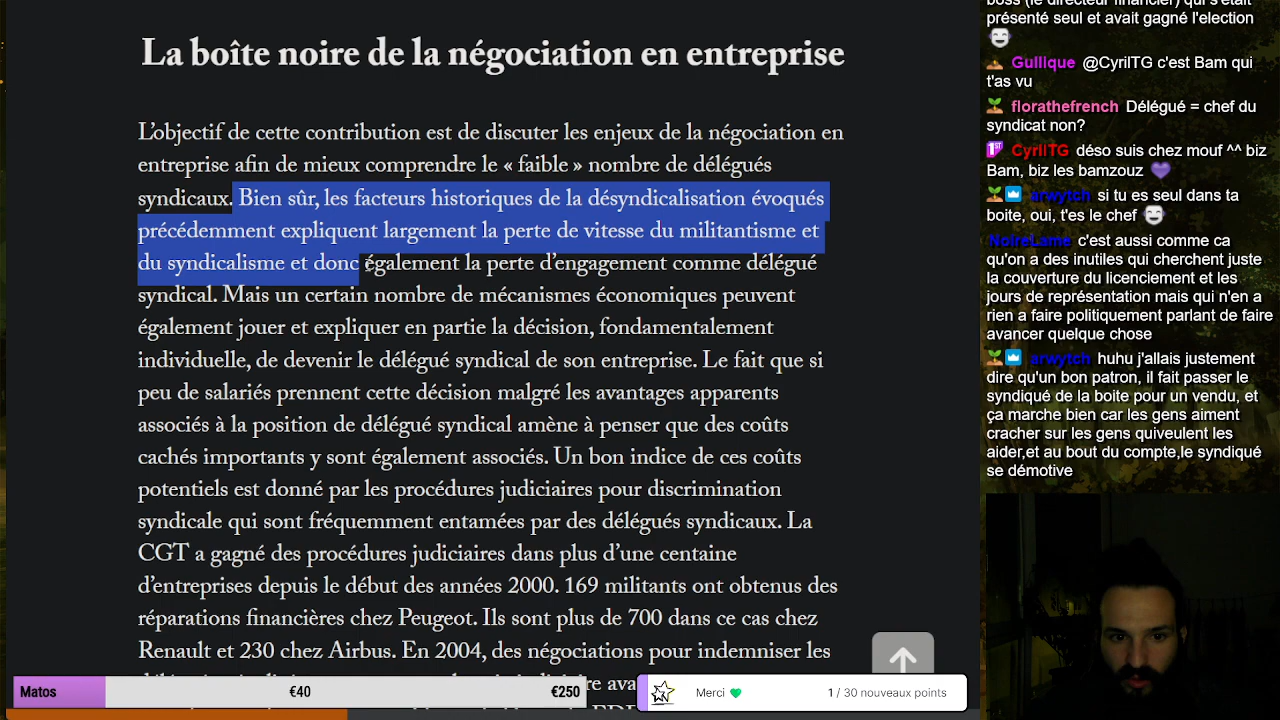 La boîte noire de la négociation en entreprise
L'objectif de cette contribution est de discuter les enjeux de la négociation en
entreprise afin de mieux comprendre le « faible » nombre de délégués
syndicaux. Bien sûr, les facteurs historiques de la désyndicalisation évoqués
précédemment expliquent largement la perte de vitesse du militantisme et
du syndicalisme et donc également la perte d'engagement comme délégué
syndical. Mais un certain nombre de mécanismes économiques peuvent
également jouer et expliquer en partie la décision, fondamentalement
individuelle, de devenir le délégué syndical de son entreprise. Le fait que si
peu de salariés prennent cette décision malgré les avantages apparents
associés à la position de délégué syndical amène à penser que des coûts
cachés importants y sont également associés. Un bon indice de ces coûts
potentiels est donné par les procédures judiciaires pour discrimination
syndicale qui sont fréquemment entamées par des délégués syndicaux. La
CGT a gagné des procédures judiciaires dans plus d'une centaine
d'entreprises depuis le début des années 2000. 169 militants ont obtenus des
réparations financières chez Peugeot. Ils sont plus de 700 dans ce cas chez
Renault et 230 chez Airbus. En 2004, des négociations pour indemniser les
Matos €40 €250
Merci 1 / 30 nouveaux points
boss (le directeur financier) qui s'était
présenté seul et avait gagné l'election
Gullique @CyrilTG c'est Bam qui
t'as vu
florathefrench Délégué = chef du
syndicat non?
1ST CyrilTG déso suis chez mouf ^^ biz
Bam, biz les bamzouz
arwytch si tu es seul dans ta
boite, oui, t'es le chef
NoireLame c'est aussi comme ca
qu'on a des inutiles qui cherchent juste
la couverture du licenciement et les
jours de représentation mais qui n'en a
rien a faire politiquement parlant de faire
avancer quelque chose
arwytch huhu j'allais justement
dire qu'un bon patron, il fait passer le
syndiqué de la boite pour un vendu, et
ça marche bien car les gens aiment
cracher sur les gens quiveulent les
aider,et au bout du compte,le syndiqué
se démotive